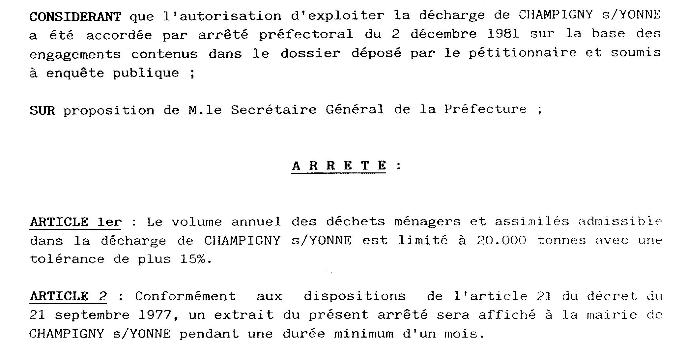 CONSIDERANT que l'autorisation d'exploiter la décharge de CHAMPIGNY s/YONNE
a été accordée par arrêté préfectoral du 2 décembre 1981 sur la base des
engagements contenus dans le dossier déposé par le pétitionnaire et soumis
à enquête publique ;
SUR proposition de M.le Secrétaire Général de la Préfecture ;
A R R E T E :
ARTICLE 1er : Le volume annuel des déchets ménagers et assimilés admissible
dans la décharge de CHAMPIGNY s/YONNE est limité à 20.000 tonnes avec une
tolérance de plus 15%.
ARTICLE 2 : Conformément aux dispositions de l'article 21 du décret du
21 septembre 1977, un extrait du présent arrêté sera affiché à la mairie de
CHAMPIGNY s/YONNE pendant une durée minimum d'un mois.